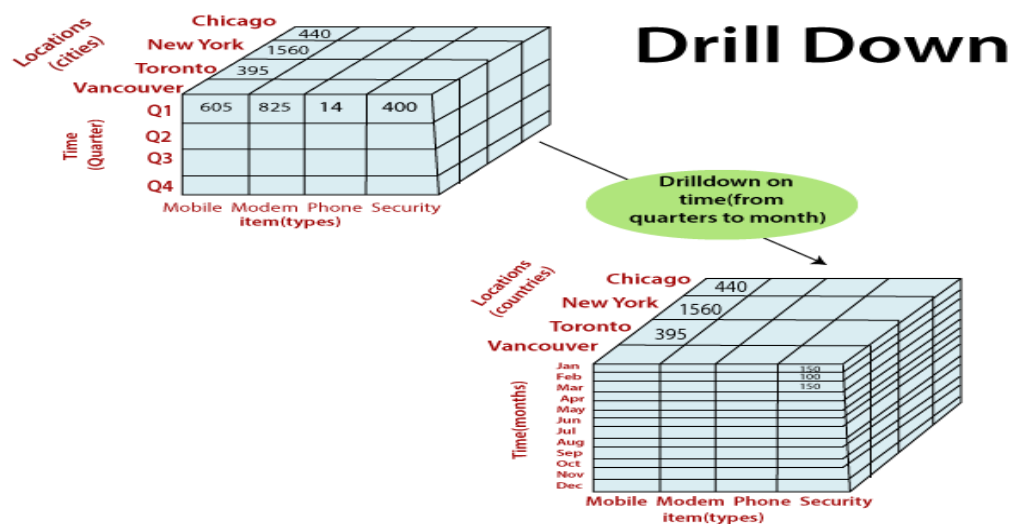 Drill Down
Locations
(cities)
Chicago
New York
Toronto
Vancouver
440
1560
395
Time
(Quarter)
Q1 605 825 14 400
Q2
Q3
Q4
Mobile Modem Phone Security
item(types)
Drilldown on
time(from
quarters to month)
Locations
(countries)
Chicago
New York
Toronto
Vancouver
440
1560
395
Time(months)
Jan 150
Feb 100
Mar 150
Apr
May
Jun
Jul
Aug
Sep
Oct
Nov
Dec
Mobile Modem Phone Security
item(types)